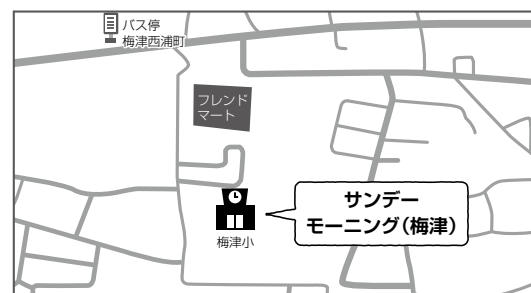 バス停
梅津西浦町
フレンド
マート
サンデー
モーニング(梅津)
梅津小